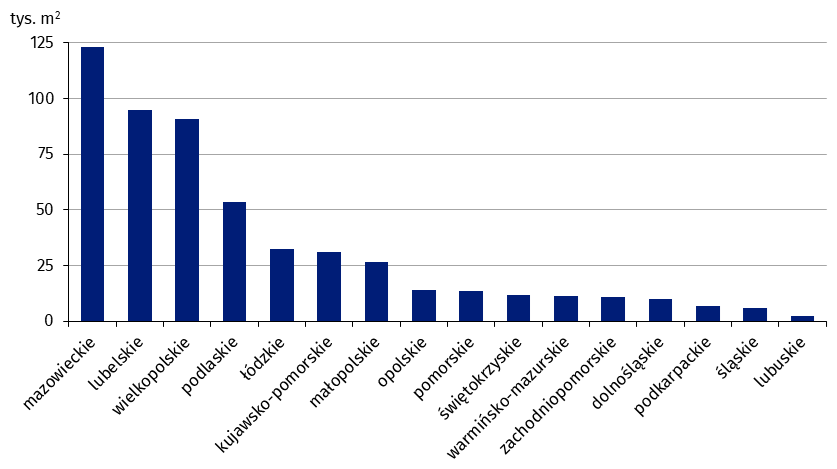 tys. m²
125
100
75
50
25
0
mazowieckie
lubelskie
wielkopolskie
podlaskie
łódzkie
kujawsko-pomorskie
małopolskie
opolskie
pomorskie
świętokrzyskie
warmińsko-mazurskie
zachodniopomorskie
dolnośląskie
podkarpackie
śląskie
lubuskie